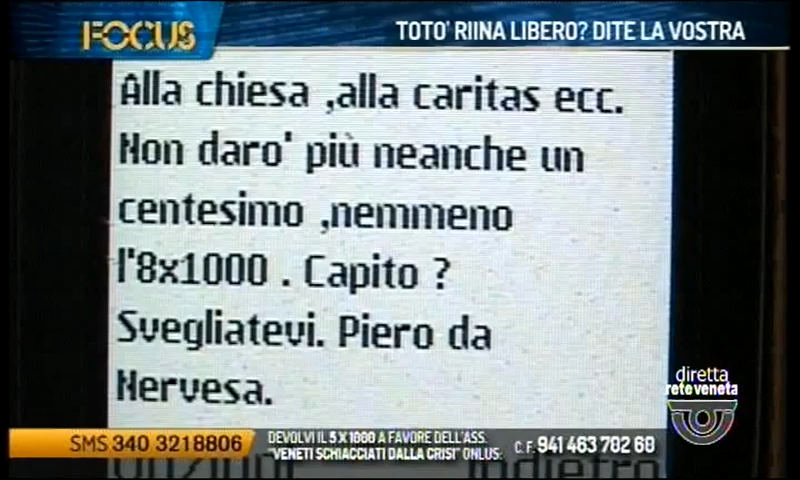 FOCUS
TOTO' RIINA LIBERO? DITE LA VOSTRA
Alla chiesa ,alla caritas ecc.
Non daro' più neanche un
centesimo ,nemmeno
l'8x1000 . Capito ?
Svegliatevi. Piero da
Nervesa.
diretta
reteveneta
SMS 340 3218806
DEVOLVI IL 5 X 1000 A FAVORE DELL'ASS.
"VENETI SCHIACCIATI DALLA CRISI" ONLUS:
C.F. 941 463 702 60
Indietro